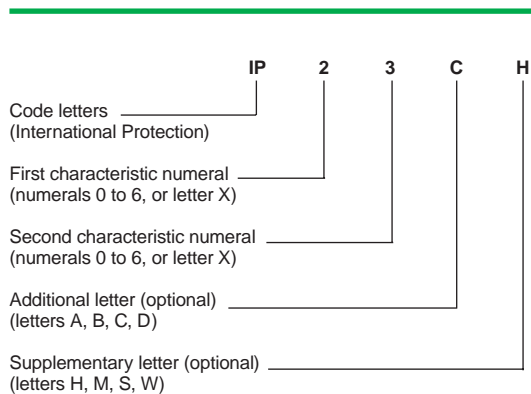 IP 2 3 C H
Code letters
(International Protection)
First characteristic numeral
(numerals 0 to 6, or letter X)
Second characteristic numeral
(numerals 0 to 6, or letter X)
Additional letter (optional)
(letters A, B, C, D)
Supplementary letter (optional)
(letters H, M, S, W)